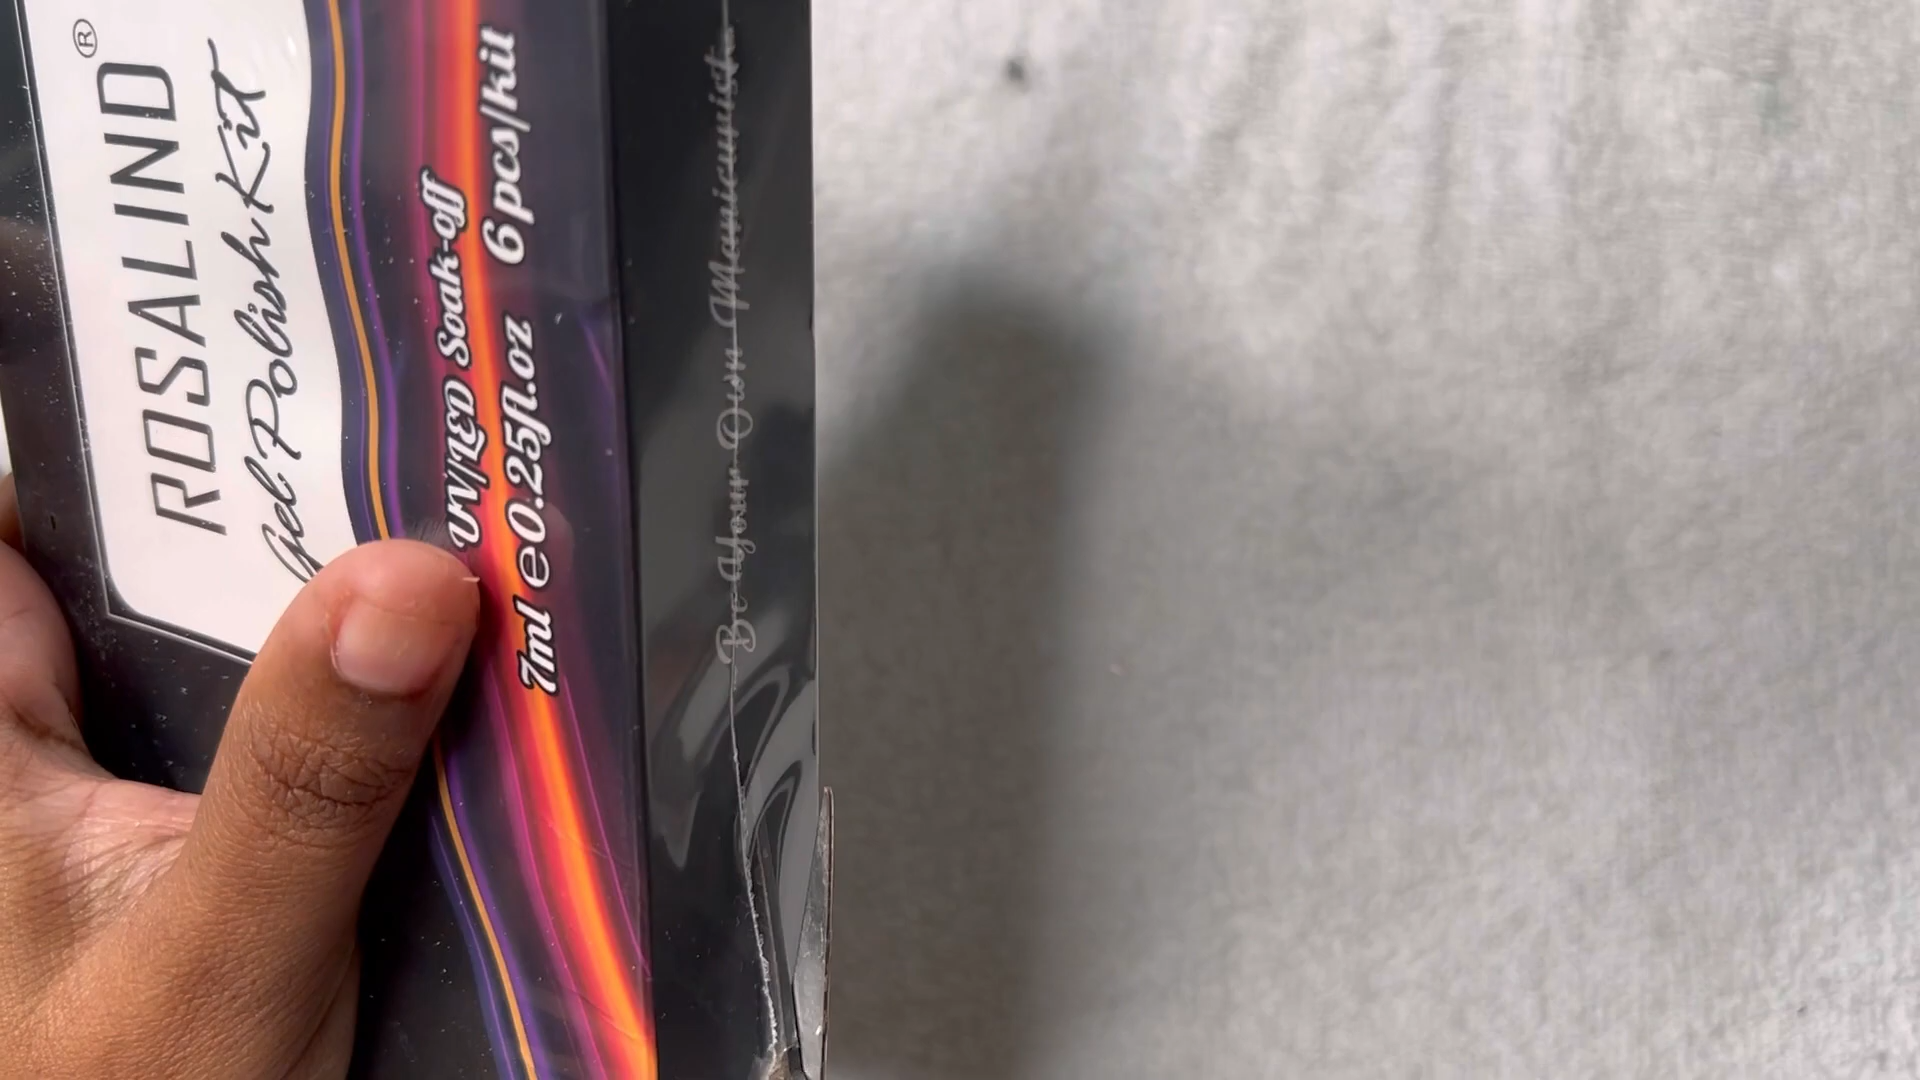 ROSALIND®
Gel Polish Kit
UV/LED Soak-off
7ml ℮0.25fl.oz 6pcs/kit
Be Your Own Manicurist